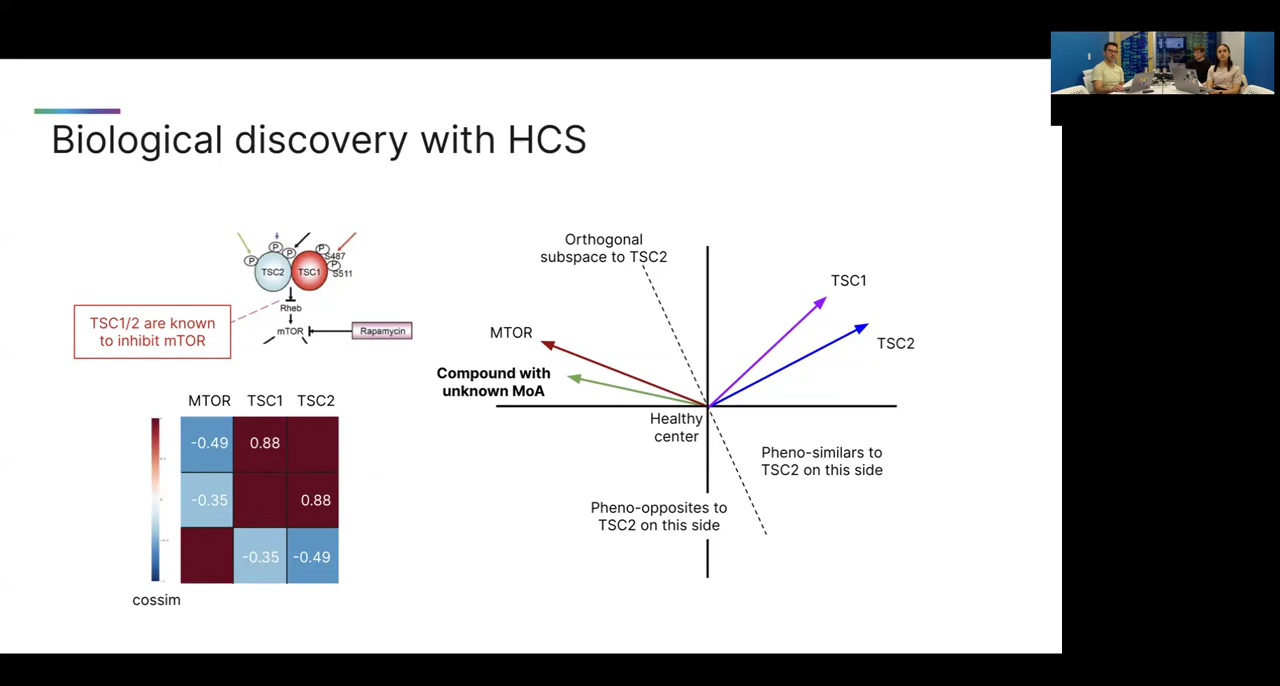 Biological discovery with HCS
P
P
P
P
S487
P
S511
TSC2
TSC1
Rheb
mTOR
Rapamycin
TSC1/2 are known
to inhibit mTOR
MTOR TSC1 TSC2
-0.49 0.88
-0.35 0.88
-0.35 -0.49
cossim
Orthogonal
subspace to TSC2
TSC1
MTOR
TSC2
Compound with
unknown MoA
Healthy
center
Pheno-similars to
TSC2 on this side
Pheno-opposites to
TSC2 on this side